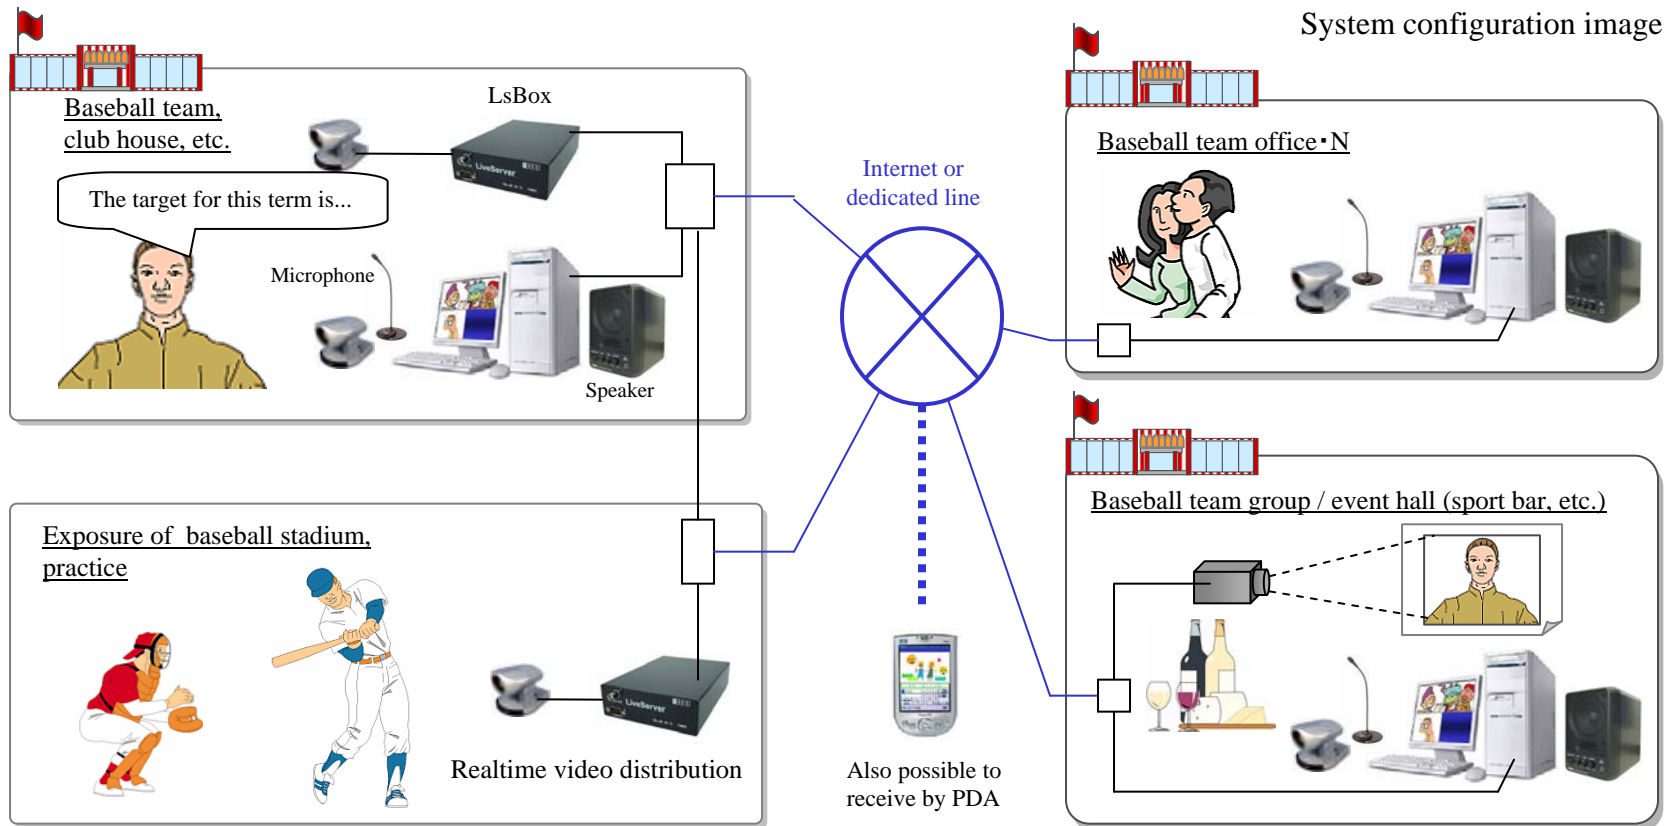 System configuration image
Baseball team,
club house, etc.
LsBox
LiveServer
The target for this term is...
Microphone
Speaker
Internet or
dedicated line
Baseball team office・N
Exposure of  baseball stadium,
practice
LiveServer
Realtime video distribution
Also possible to
receive by PDA
Baseball team group / event hall (sport bar, etc.)